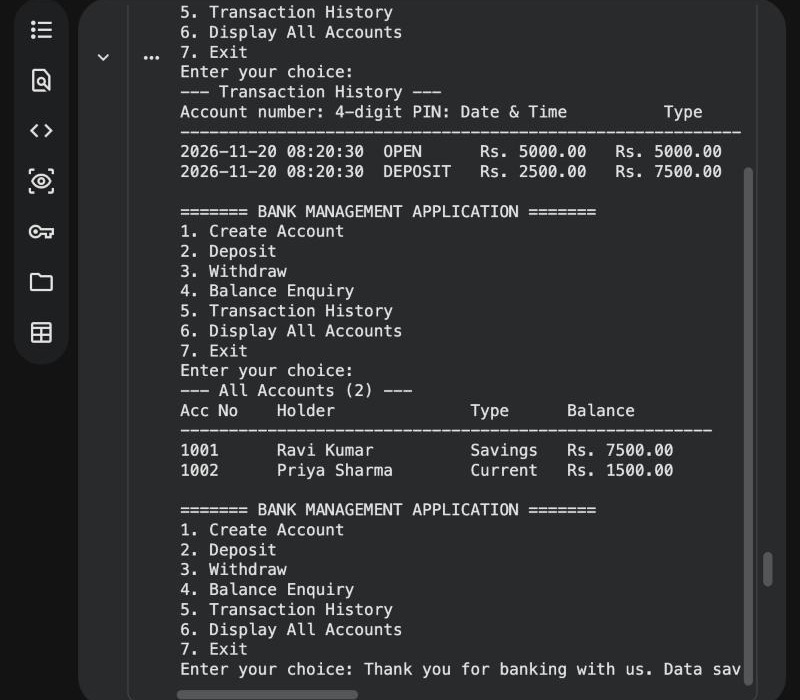 5. Transaction History
6. Display All Accounts
7. Exit
Enter your choice:
--- Transaction History ---
Account number: 4-digit PIN: Date & Time          Type
----------------------------------------------------------
2026-11-20 08:20:30  OPEN      Rs. 5000.00   Rs. 5000.00
2026-11-20 08:20:30  DEPOSIT   Rs. 2500.00   Rs. 7500.00

======= BANK MANAGEMENT APPLICATION =======
1. Create Account
2. Deposit
3. Withdraw
4. Balance Enquiry
5. Transaction History
6. Display All Accounts
7. Exit
Enter your choice:
--- All Accounts (2) ---
Acc No    Holder              Type      Balance
-------------------------------------------------------
1001      Ravi Kumar          Savings   Rs. 7500.00
1002      Priya Sharma        Current   Rs. 1500.00

======= BANK MANAGEMENT APPLICATION =======
1. Create Account
2. Deposit
3. Withdraw
4. Balance Enquiry
5. Transaction History
6. Display All Accounts
7. Exit
Enter your choice: Thank you for banking with us. Data sav